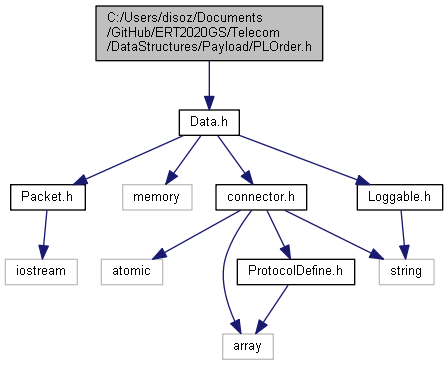 C:/Users/disoz/Documents
/GitHub/ERT2020GS/Telecom
/DataStructures/Payload/PLOrder.h
Data.h
Packet.h
memory
connector.h
Loggable.h
iostream
atomic
ProtocolDefine.h
string
array